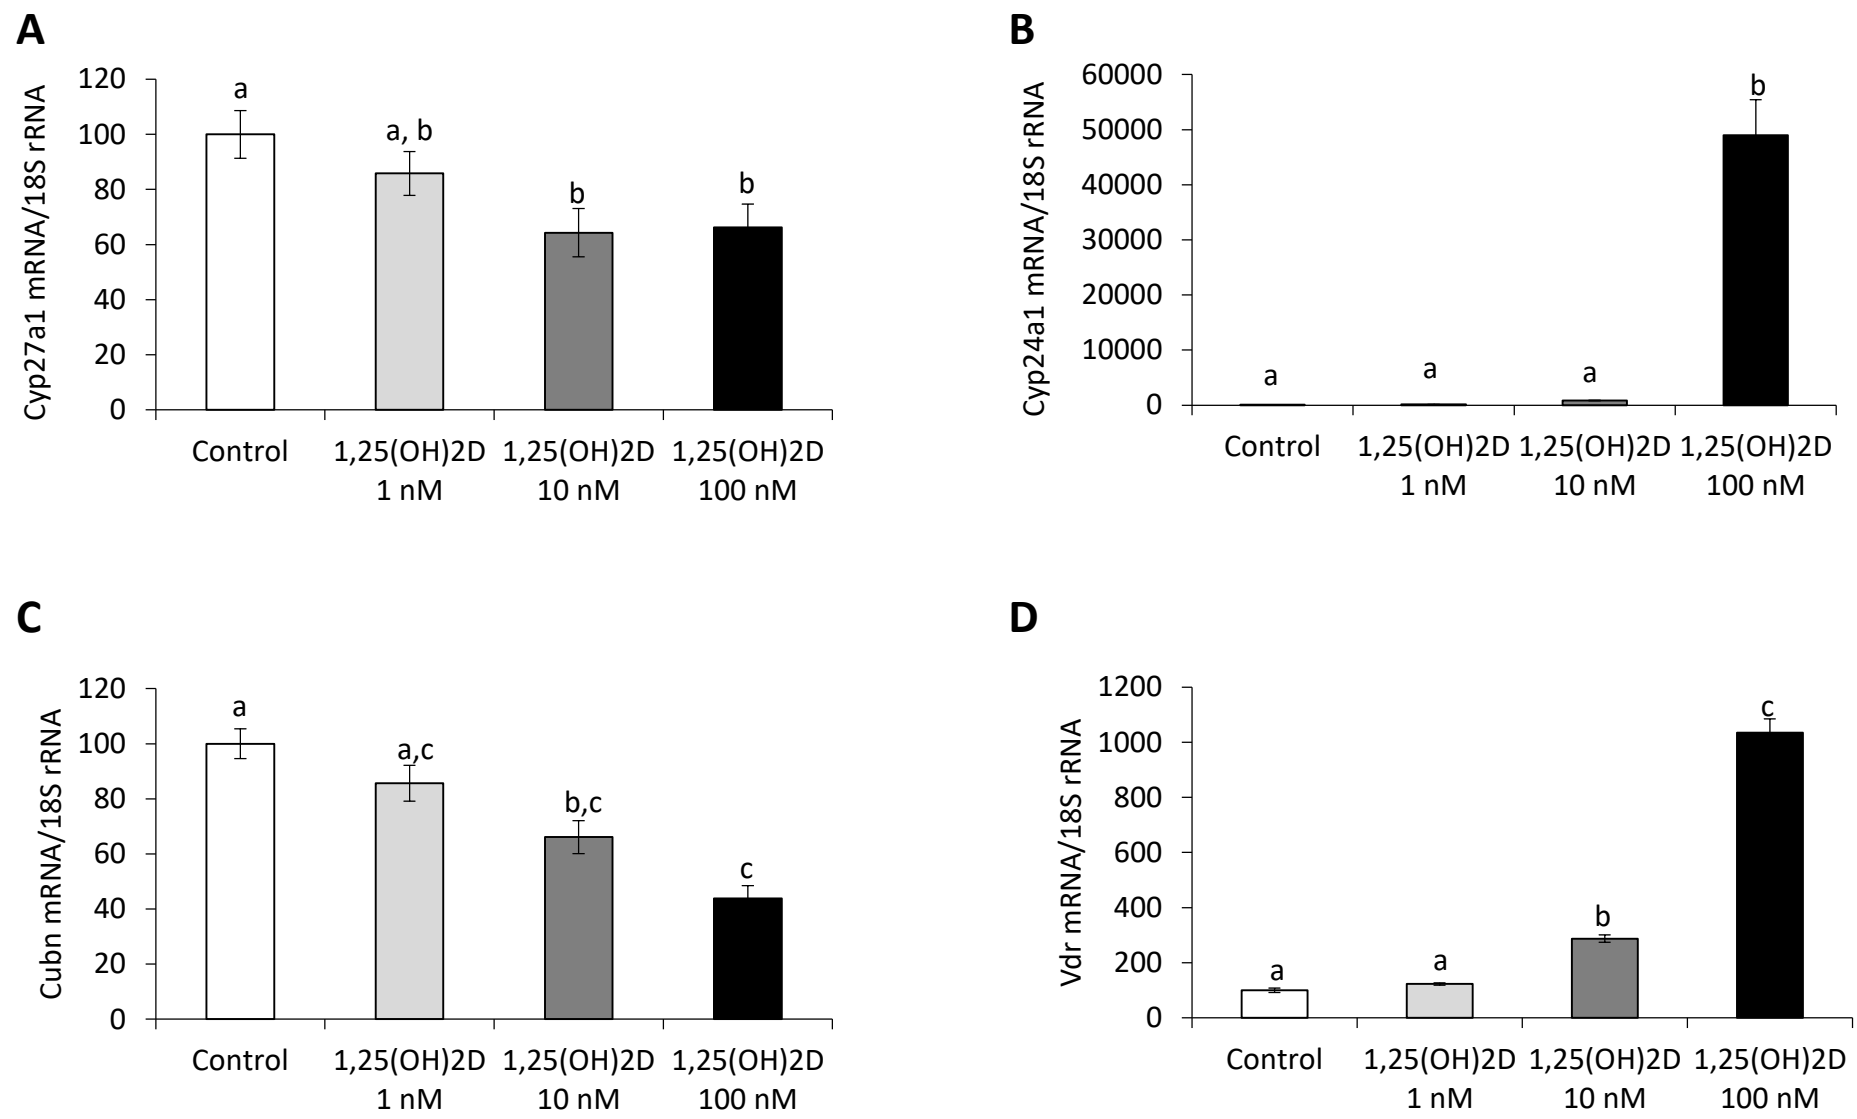 A
Cyp27a1 mRNA/18S rRNA
120
100
80
60
40
20
0
a
a, b
b
b
Control
1,25(OH)2D
1 nM
1,25(OH)2D
10 nM
1,25(OH)2D
100 nM
B
Cyp24a1 mRNA/18S rRNA
60000
50000
40000
30000
20000
10000
0
a
a
a
b
Control
1,25(OH)2D
1 nM
1,25(OH)2D
10 nM
1,25(OH)2D
100 nM
C
Cubn mRNA/18S rRNA
120
100
80
60
40
20
0
a
a,c
b,c
c
Control
1,25(OH)2D
1 nM
1,25(OH)2D
10 nM
1,25(OH)2D
100 nM
D
Vdr mRNA/18S rRNA
1200
1000
800
600
400
200
0
a
a
b
c
Control
1,25(OH)2D
1 nM
1,25(OH)2D
10 nM
1,25(OH)2D
100 nM